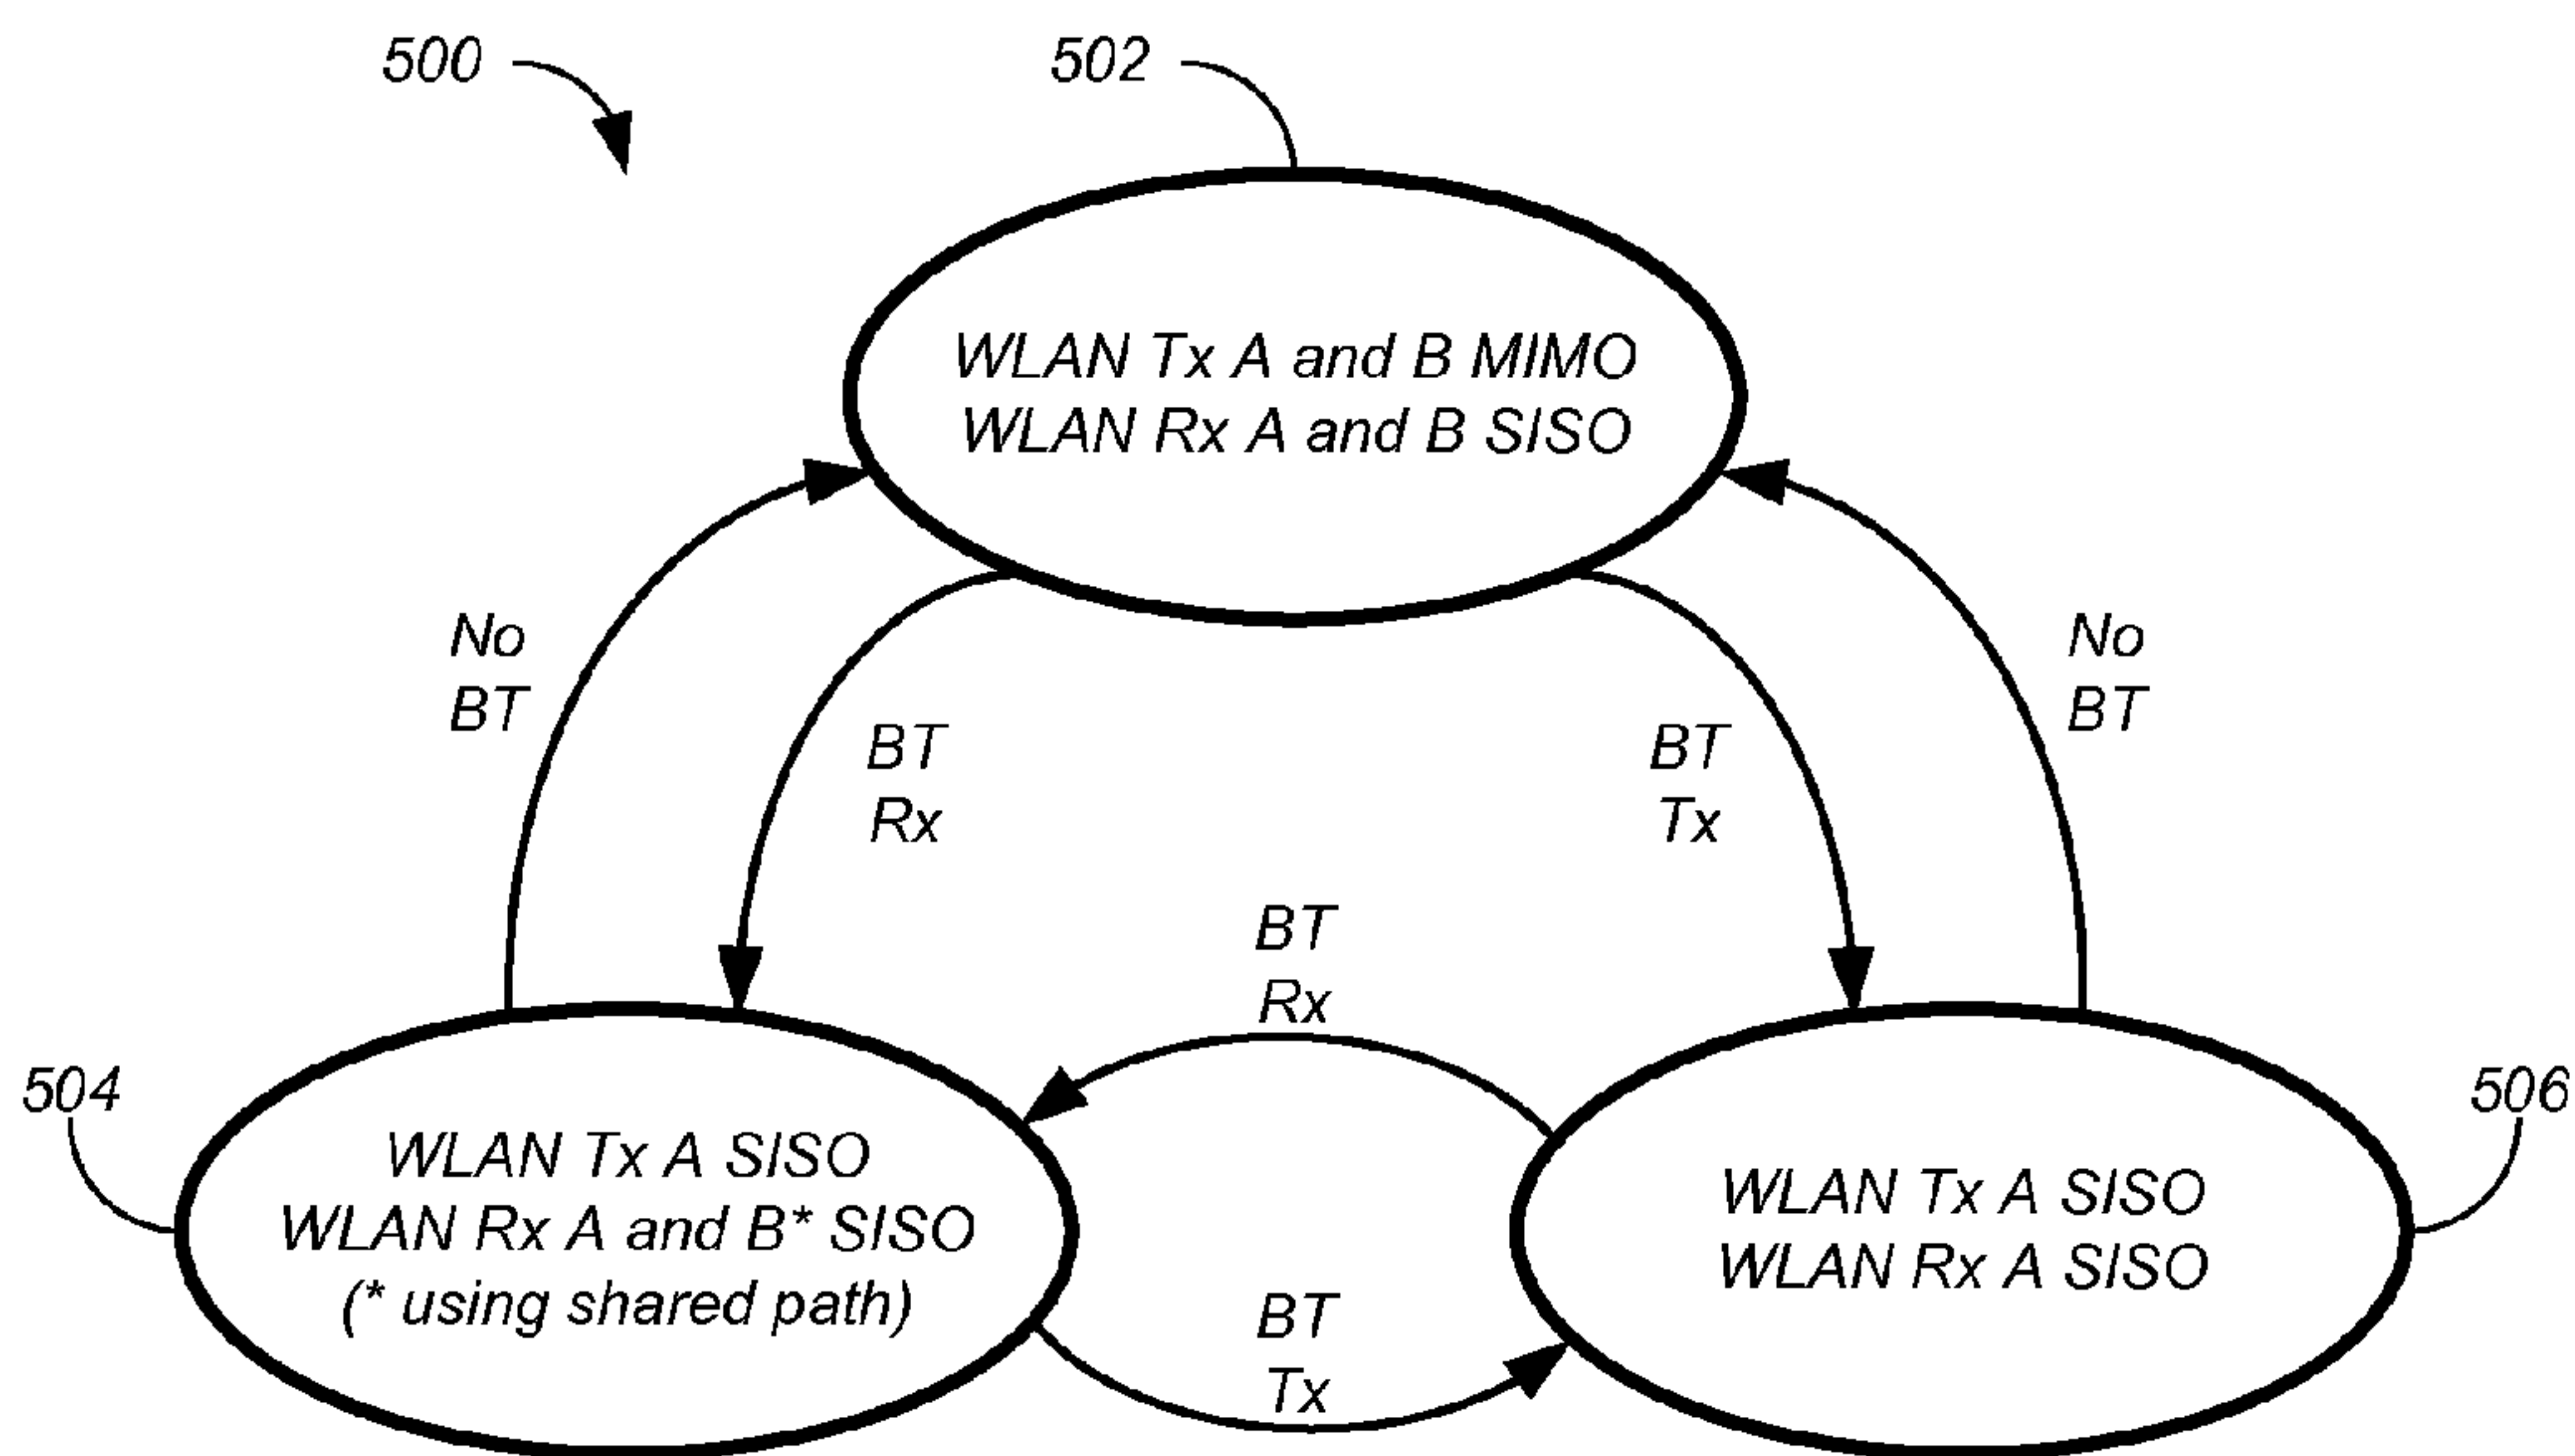 500
502
WLAN Tx A and B MIMO
WLAN Rx A and B SISO
No
BT
BT
Rx
BT
Tx
No
BT
BT
Rx
504
WLAN Tx A SISO
WLAN Rx A and B* SISO
(* using shared path)
506
WLAN Tx A SISO
WLAN Rx A SISO
BT
Tx